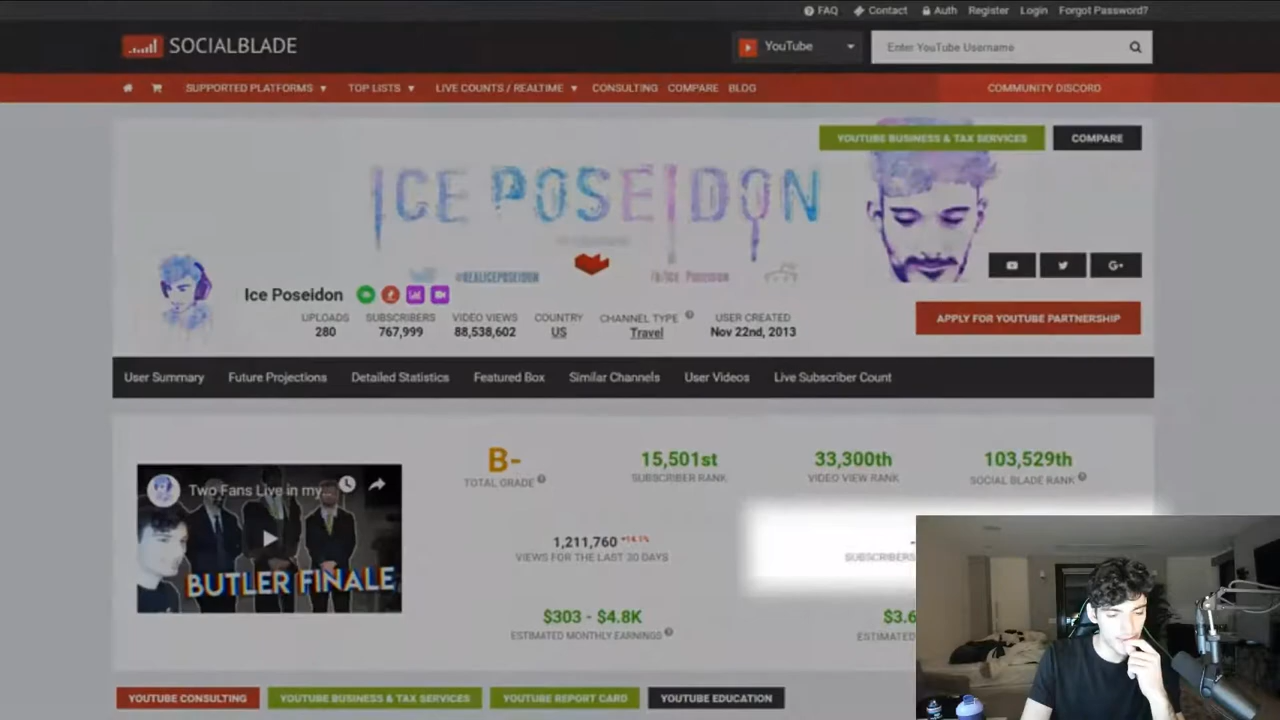 FAQ Contact Auth Register Login Forgot Password?
SOCIALBLADE
YouTube
Enter YouTube Username
SUPPORTED PLATFORMS TOP LISTS LIVE COUNTS / REALTIME CONSULTING COMPARE BLOG COMMUNITY DISCORD
YOUTUBE BUSINESS & TAX SERVICES COMPARE
ICE POSEIDON
@REALICEPOSEIDON
Ice Poseidon
UPLOADS SUBSCRIBERS VIDEO VIEWS COUNTRY CHANNEL TYPE USER CREATED
280 767,999 88,538,602 US Travel Nov 22nd, 2013
APPLY FOR YOUTUBE PARTNERSHIP
User Summary Future Projections Detailed Statistics Featured Box Similar Channels User Videos Live Subscriber Count
Two Fans Live in my
BUTLER FINALE
B- 15,501st 33,300th 103,529th
TOTAL GRADE SUBSCRIBER RANK VIDEO VIEW RANK SOCIAL BLADE RANK
1,211,760
VIEWS FOR THE LAST 30 DAYS SUBSCRIBERS
$303 - $4.8K $3.6
ESTIMATED MONTHLY EARNINGS ESTIMATED
YOUTUBE CONSULTING YOUTUBE BUSINESS & TAX SERVICES YOUTUBE REPORT CARD YOUTUBE EDUCATION